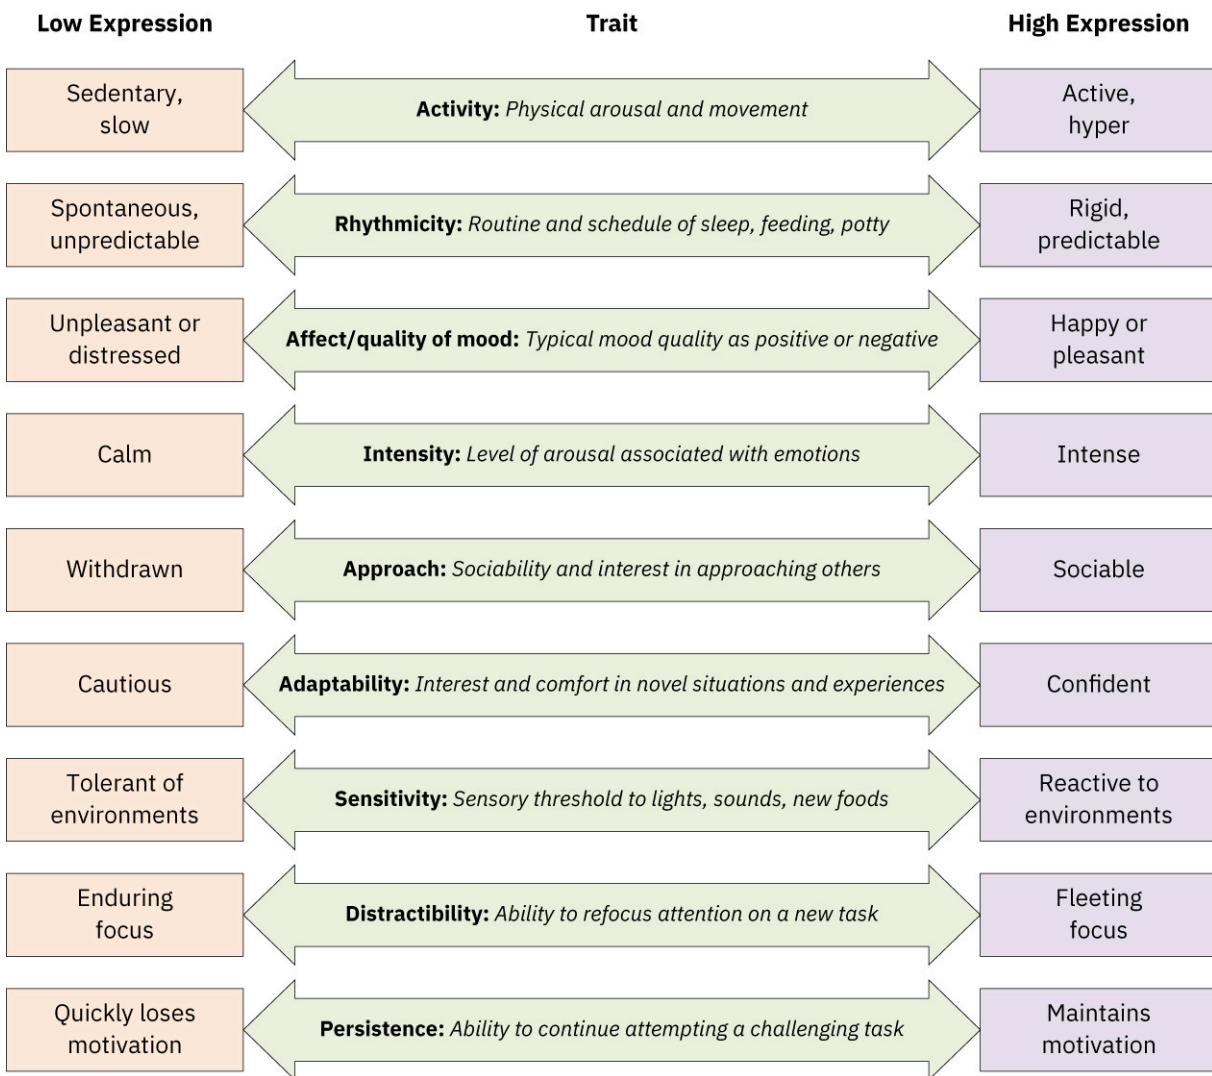 Low Expression Trait High Expression
Sedentary,
slow
Activity: Physical arousal and movement
Active,
hyper
Spontaneous,
unpredictable
Rhythmicity: Routine and schedule of sleep, feeding, potty
Rigid,
predictable
Unpleasant or
distressed
Affect/quality of mood: Typical mood quality as positive or negative
Happy or
pleasant
Calm
Intensity: Level of arousal associated with emotions
Intense
Withdrawn
Approach: Sociability and interest in approaching others
Sociable
Cautious
Adaptability: Interest and comfort in novel situations and experiences
Confident
Tolerant of
environments
Sensitivity: Sensory threshold to lights, sounds, new foods
Reactive to
environments
Enduring
focus
Distractibility: Ability to refocus attention on a new task
Fleeting
focus
Quickly loses
motivation
Persistence: Ability to continue attempting a challenging task
Maintains
motivation